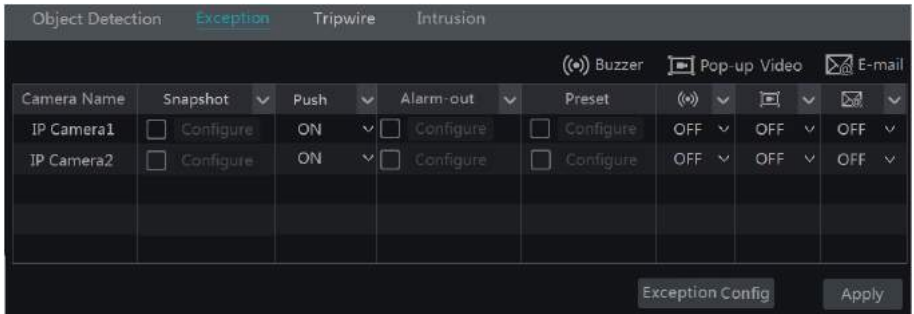 Object Detection Exception Tripwire Intrusion
Buzzer Pop-up Video E-mail
Camera Name Snapshot Push Alarm-out Preset
IP Camera1 Configure ON Configure Configure OFF OFF OFF
IP Camera2 Configure ON Configure Configure OFF OFF OFF
Exception Config Apply